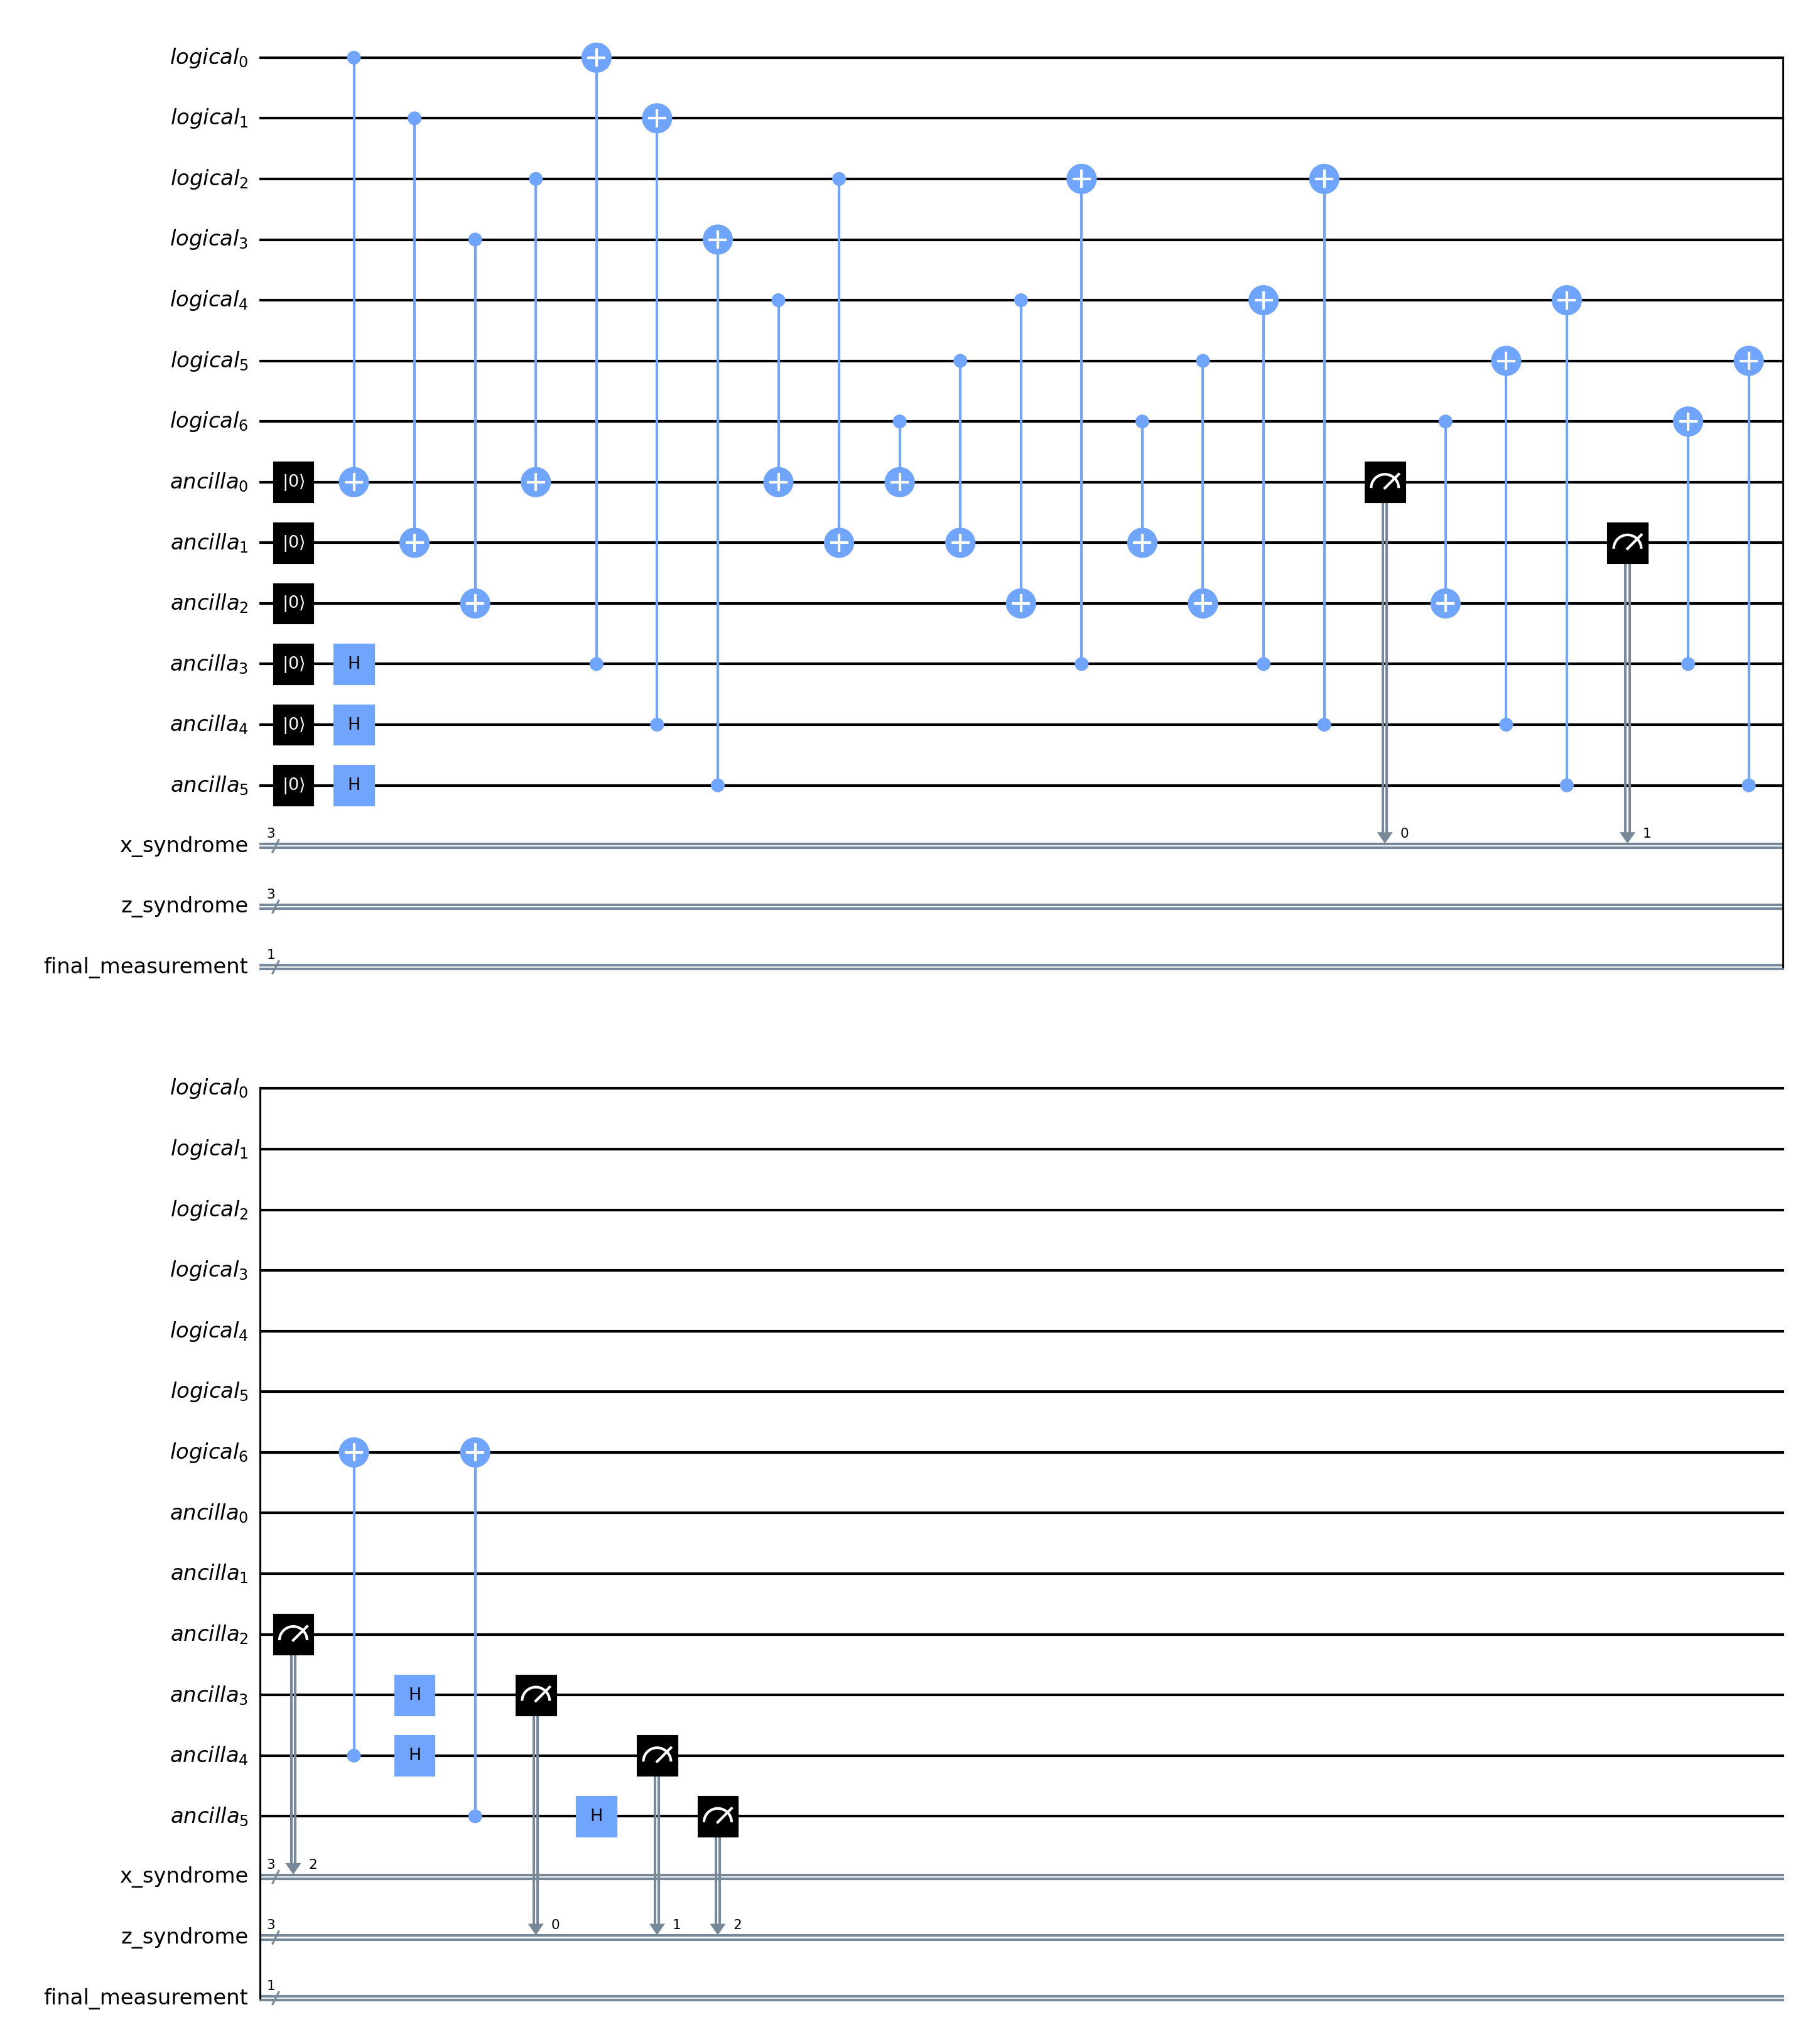 logical0
logical1
logical2
logical3
logical4
logical5
logical6
ancilla0 |0⟩
ancilla1 |0⟩
ancilla2 |0⟩
ancilla3 |0⟩ H
ancilla4 |0⟩ H
ancilla5 |0⟩ H
x_syndrome 3 0 1
z_syndrome 3
final_measurement 1
logical0
logical1
logical2
logical3
logical4
logical5
logical6
ancilla0
ancilla1
ancilla2
ancilla3 H
ancilla4 H
ancilla5 H
x_syndrome 3 2
z_syndrome 3 0 1 2
final_measurement 1